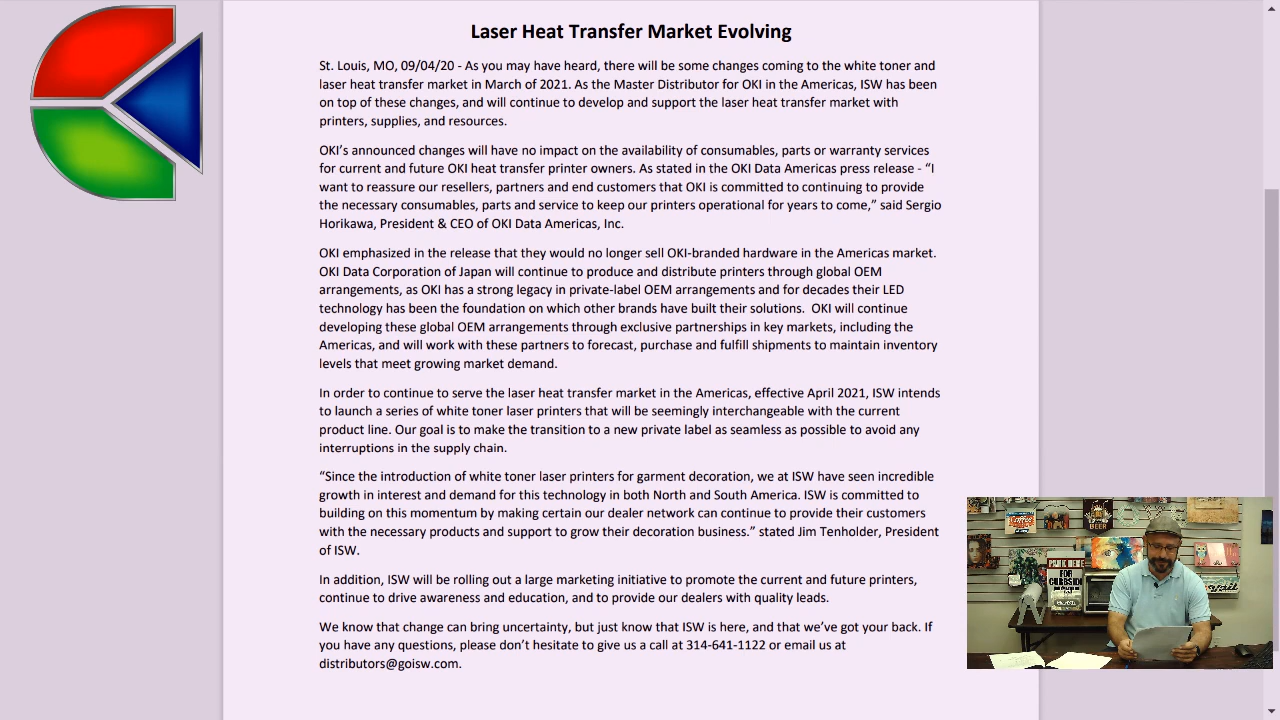 Laser Heat Transfer Market Evolving
St. Louis, MO, 09/04/20 - As you may have heard, there will be some changes coming to the white toner and
laser heat transfer market in March of 2021. As the Master Distributor for OKI in the Americas, ISW has been
on top of these changes, and will continue to develop and support the laser heat transfer market with
printers, supplies, and resources.
OKI’s announced changes will have no impact on the availability of consumables, parts or warranty services
for current and future OKI heat transfer printer owners. As stated in the OKI Data Americas press release - “I
want to reassure our resellers, partners and end customers that OKI is committed to continuing to provide
the necessary consumables, parts and service to keep our printers operational for years to come,” said Sergio
Horikawa, President & CEO of OKI Data Americas, Inc.
OKI emphasized in the release that they would no longer sell OKI-branded hardware in the Americas market.
OKI Data Corporation of Japan will continue to produce and distribute printers through global OEM
arrangements, as OKI has a strong legacy in private-label OEM arrangements and for decades their LED
technology has been the foundation on which other brands have built their solutions.  OKI will continue
developing these global OEM arrangements through exclusive partnerships in key markets, including the
Americas, and will work with these partners to forecast, purchase and fulfill shipments to maintain inventory
levels that meet growing market demand.
In order to continue to serve the laser heat transfer market in the Americas, effective April 2021, ISW intends
to launch a series of white toner laser printers that will be seemingly interchangeable with the current
product line. Our goal is to make the transition to a new private label as seamless as possible to avoid any
interruptions in the supply chain.
“Since the introduction of white toner laser printers for garment decoration, we at ISW have seen incredible
growth in interest and demand for this technology in both North and South America. ISW is committed to
building on this momentum by making certain our dealer network can continue to provide their customers
with the necessary products and support to grow their decoration business.” stated Jim Tenholder, President
of ISW.
In addition, ISW will be rolling out a large marketing initiative to promote the current and future printers,
continue to drive awareness and education, and to provide our dealers with quality leads.
We know that change can bring uncertainty, but just know that ISW is here, and that we’ve got your back. If
you have any questions, please don’t hesitate to give us a call at 314-641-1122 or email us at
distributors@goisw.com.
COFFEE
BEER
PARK HERE
FOR
CURBSIDE